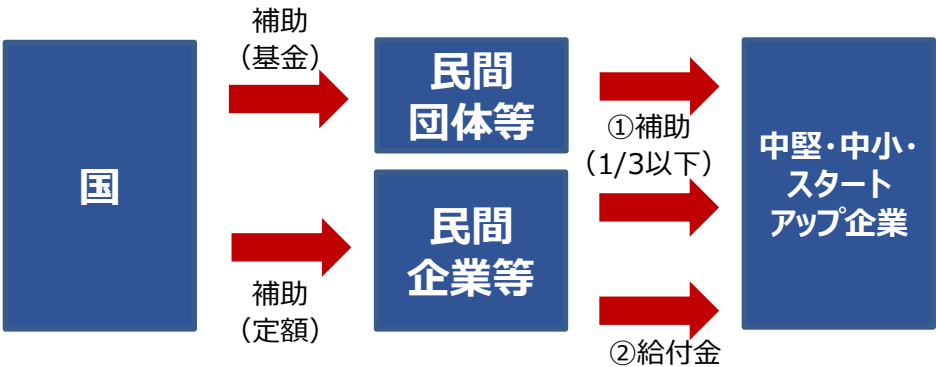 国
補助
（基金）
補助
（定額）
民間
団体等
民間
企業等
①補助
（1/3以下）
②給付金
中堅・中小・
スタート
アップ企業